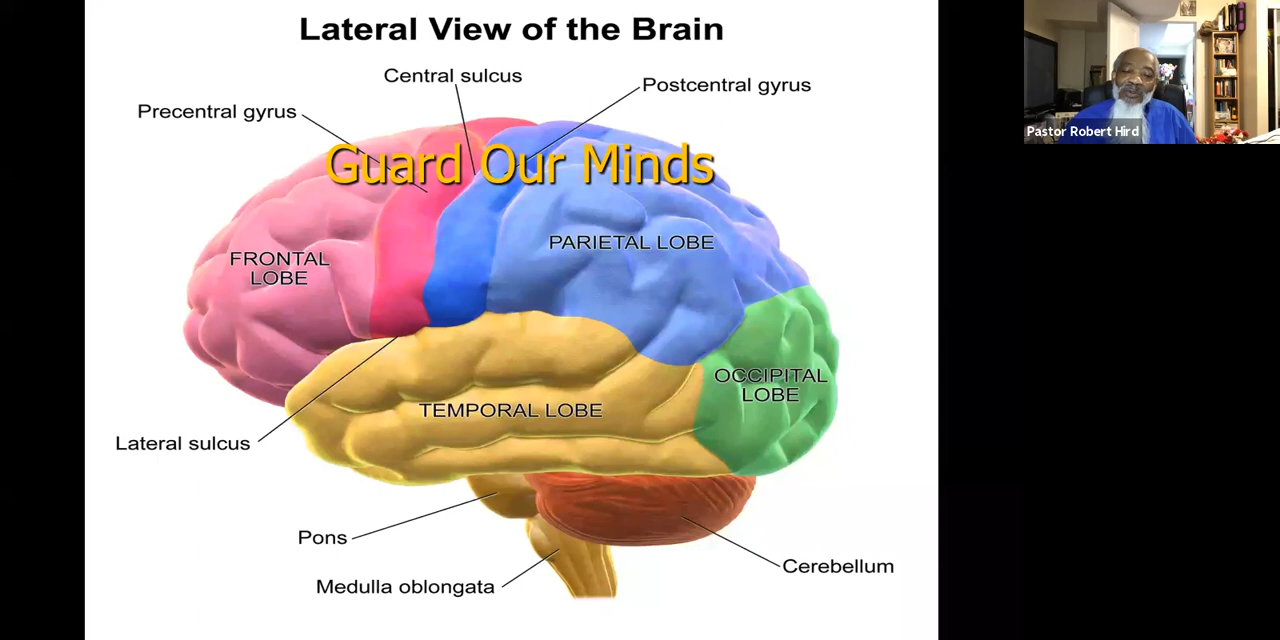 Lateral View of the Brain
Central sulcus
Postcentral gyrus
Precentral gyrus
Guard Our Minds
PARIETAL LOBE
FRONTAL
LOBE
OCCIPITAL
LOBE
TEMPORAL LOBE
Lateral sulcus
Pons
Cerebellum
Medulla oblongata
Pastor Robert Hird